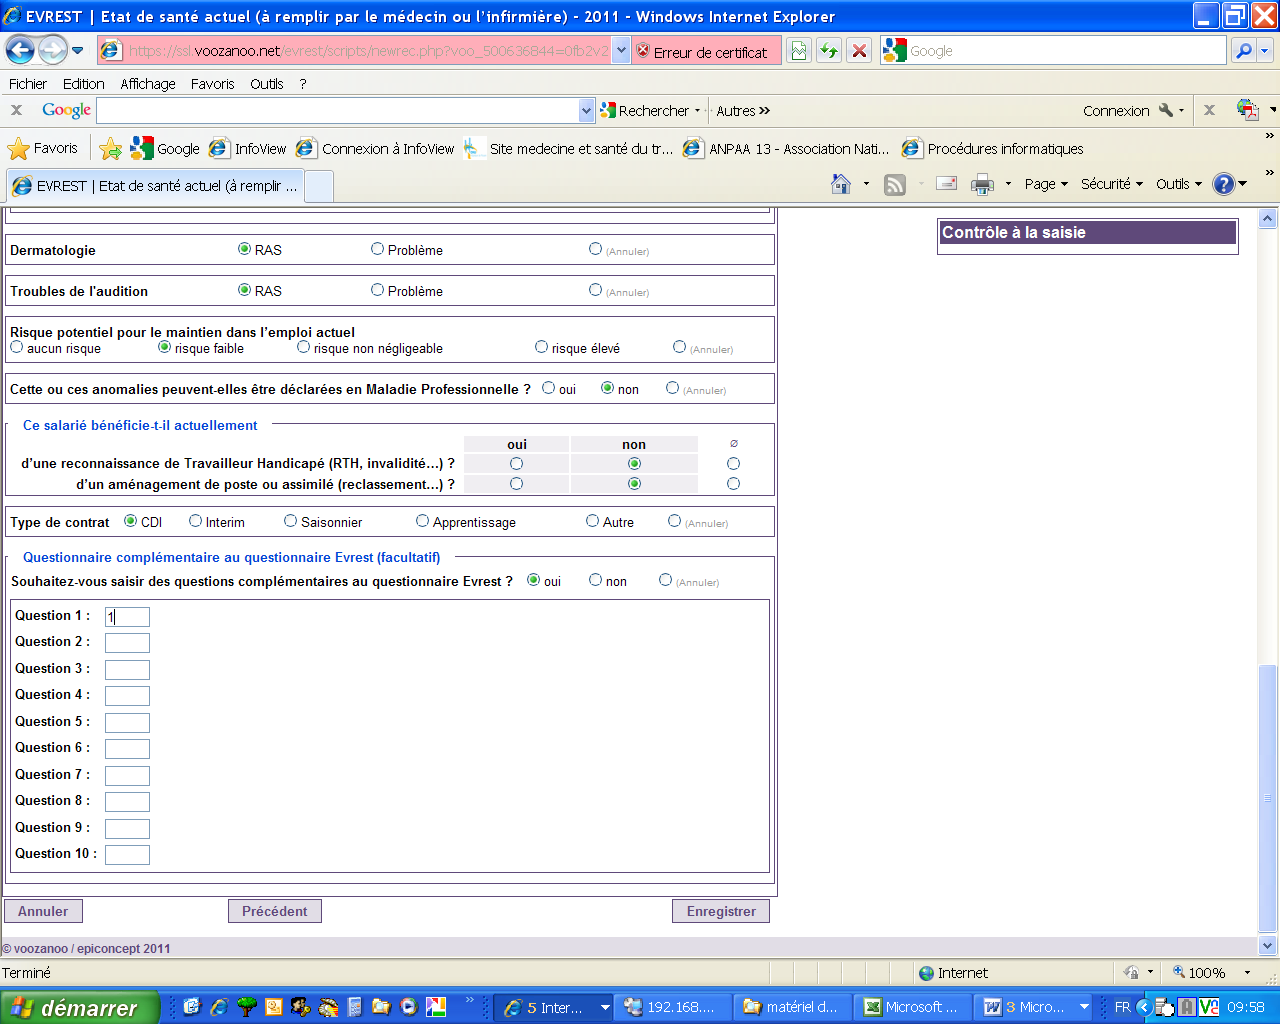 EVREST | Etat de santé actuel (à remplir par le médecin ou l'infirmière) - 2011 - Windows Internet Explorer
https://ssl.voozanoo.net/evrest/scripts/newrec.php?voo_500636844=0fb2v2 Erreur de certificat Google
Fichier Edition Affichage Favoris Outils ?
x Google Rechercher Autres >> Connexion x
Favoris Google InfoView Connexion à InfoView Site medecine et santé du tr... ANPAA 13 - Association Nati... Procédures informatiques >>
EVREST | Etat de santé actuel (à remplir ... Page Sécurité Outils ? >>
Contrôle à la saisie
Dermatologie RAS Problème (Annuler)
Troubles de l'audition RAS Problème (Annuler)
Risque potentiel pour le maintien dans l'emploi actuel
aucun risque risque faible risque non négligeable risque élevé (Annuler)
Cette ou ces anomalies peuvent-elles être déclarées en Maladie Professionnelle ? oui non (Annuler)
Ce salarié bénéficie-t-il actuellement
oui non ∅
d'une reconnaissance de Travailleur Handicapé (RTH, invalidité...) ?
d'un aménagement de poste ou assimilé (reclassement...) ?
Type de contrat CDI Interim Saisonnier Apprentissage Autre (Annuler)
Questionnaire complémentaire au questionnaire Evrest (facultatif)
Souhaitez-vous saisir des questions complémentaires au questionnaire Evrest ? oui non (Annuler)
Question 1 : 1
Question 2 :
Question 3 :
Question 4 :
Question 5 :
Question 6 :
Question 7 :
Question 8 :
Question 9 :
Question 10 :
Annuler Précédent Enregistrer
© voozanoo / epiconcept 2011
Terminé Internet 100%
démarrer >> 5 Inter... 192.168.... matériel d... Microsoft ... 3 Micro... FR 09:58